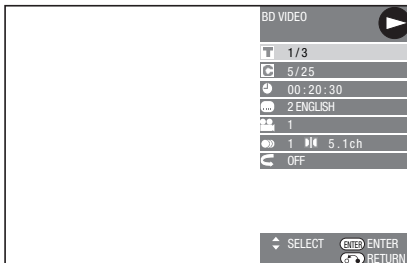 BD VIDEO
T 1/3
C 5/25
00:20:30
2 ENGLISH
1
1 5.1ch
OFF
SELECT ENTER ENTER
RETURN